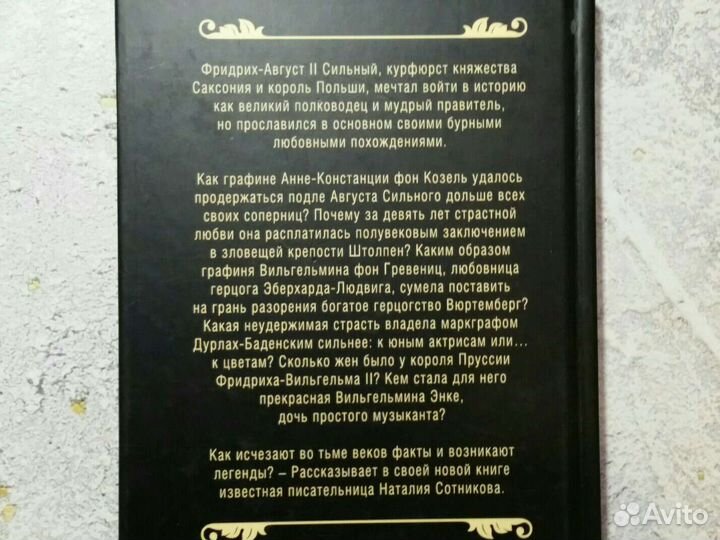 Фридрих-Август II Сильный, курфюрст княжества
Саксония и король Польши, мечтал войти в историю
как великий полководец и мудрый правитель,
но прославился в основном своими бурными
любовными похождениями.
Как графине Анне-Констанции фон Козель удалось
продержаться подле Августа Сильного дольше всех
своих соперниц? Почему за девять лет страстной
любви она расплатилась полувековым заключением
в зловещей крепости Штолпен? Каким образом
графиня Вильгельмина фон Гревениц, любовница
герцога Эберхарда-Людвига, сумела поставить
на грань разорения богатое герцогство Вюртемберг?
Какая неудержимая страсть владела маркграфом
Дурлах-Баденским сильнее: к юным актрисам или...
к цветам? Сколько жен было у короля Пруссии
Фридриха-Вильгельма II? Кем стала для него
прекрасная Вильгельмина Энке,
дочь простого музыканта?
Как исчезают во тьме веков факты и возникают
легенды? – Рассказывает в своей новой книге
известная писательница Наталия Сотникова.
Avito